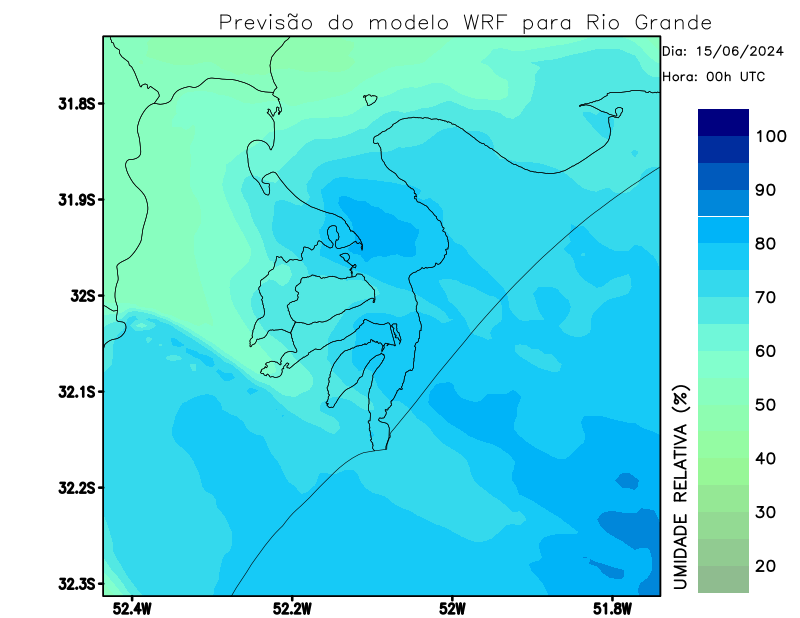 Previsão do modelo WRF para Rio Grande
Dia: 15/06/2024
Hora: 00h UTC
31.8S
31.9S
32S
32.1S
32.2S
32.3S
52.4W
52.2W
52W
51.8W
100
90
80
70
60
50
40
30
20
UMIDADE RELATIVA (%)